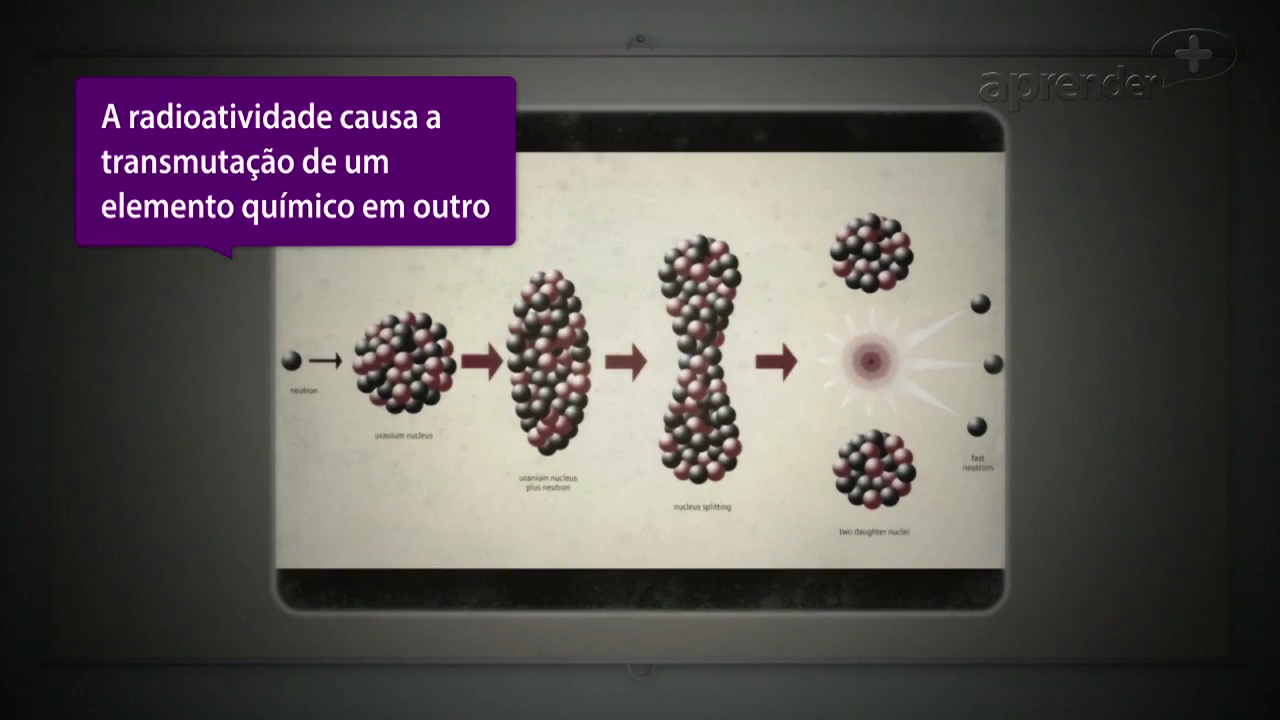 aprender+
A radioatividade causa a
transmutação de um
elemento químico em outro
neutron
uranium nucleus
uranium nucleus
plus neutron
nucleus splitting
two daughter nuclei
fast
neutrons